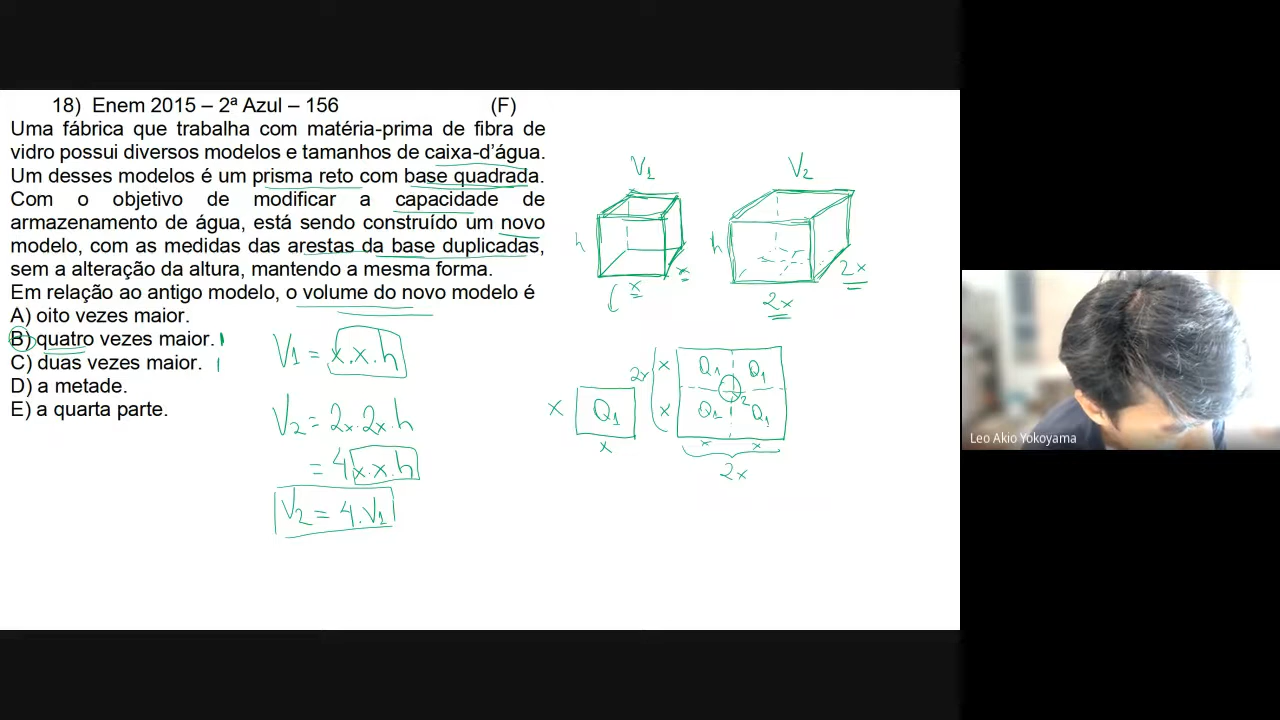 18) Enem 2015 – 2ª Azul – 156 (F)
Uma fábrica que trabalha com matéria-prima de fibra de
vidro possui diversos modelos e tamanhos de caixa-d'água.
Um desses modelos é um prisma reto com base quadrada.
Com o objetivo de modificar a capacidade de
armazenamento de água, está sendo construído um novo
modelo, com as medidas das arestas da base duplicadas,
sem a alteração da altura, mantendo a mesma forma.
Em relação ao antigo modelo, o volume do novo modelo é
A) oito vezes maior.
B) quatro vezes maior.
C) duas vezes maior.
D) a metade.
E) a quarta parte.
V1 = x.x.h
V2 = 2x.2x.h
= 4x.x.h
V2 = 4.V1
V1
h
x
x
V2
h
2x
2x
x
Q1
x
2x
x
x
Q1
Q1
Q2
Q1
Q1
x
x
2x
Leo Akio Yokoyama